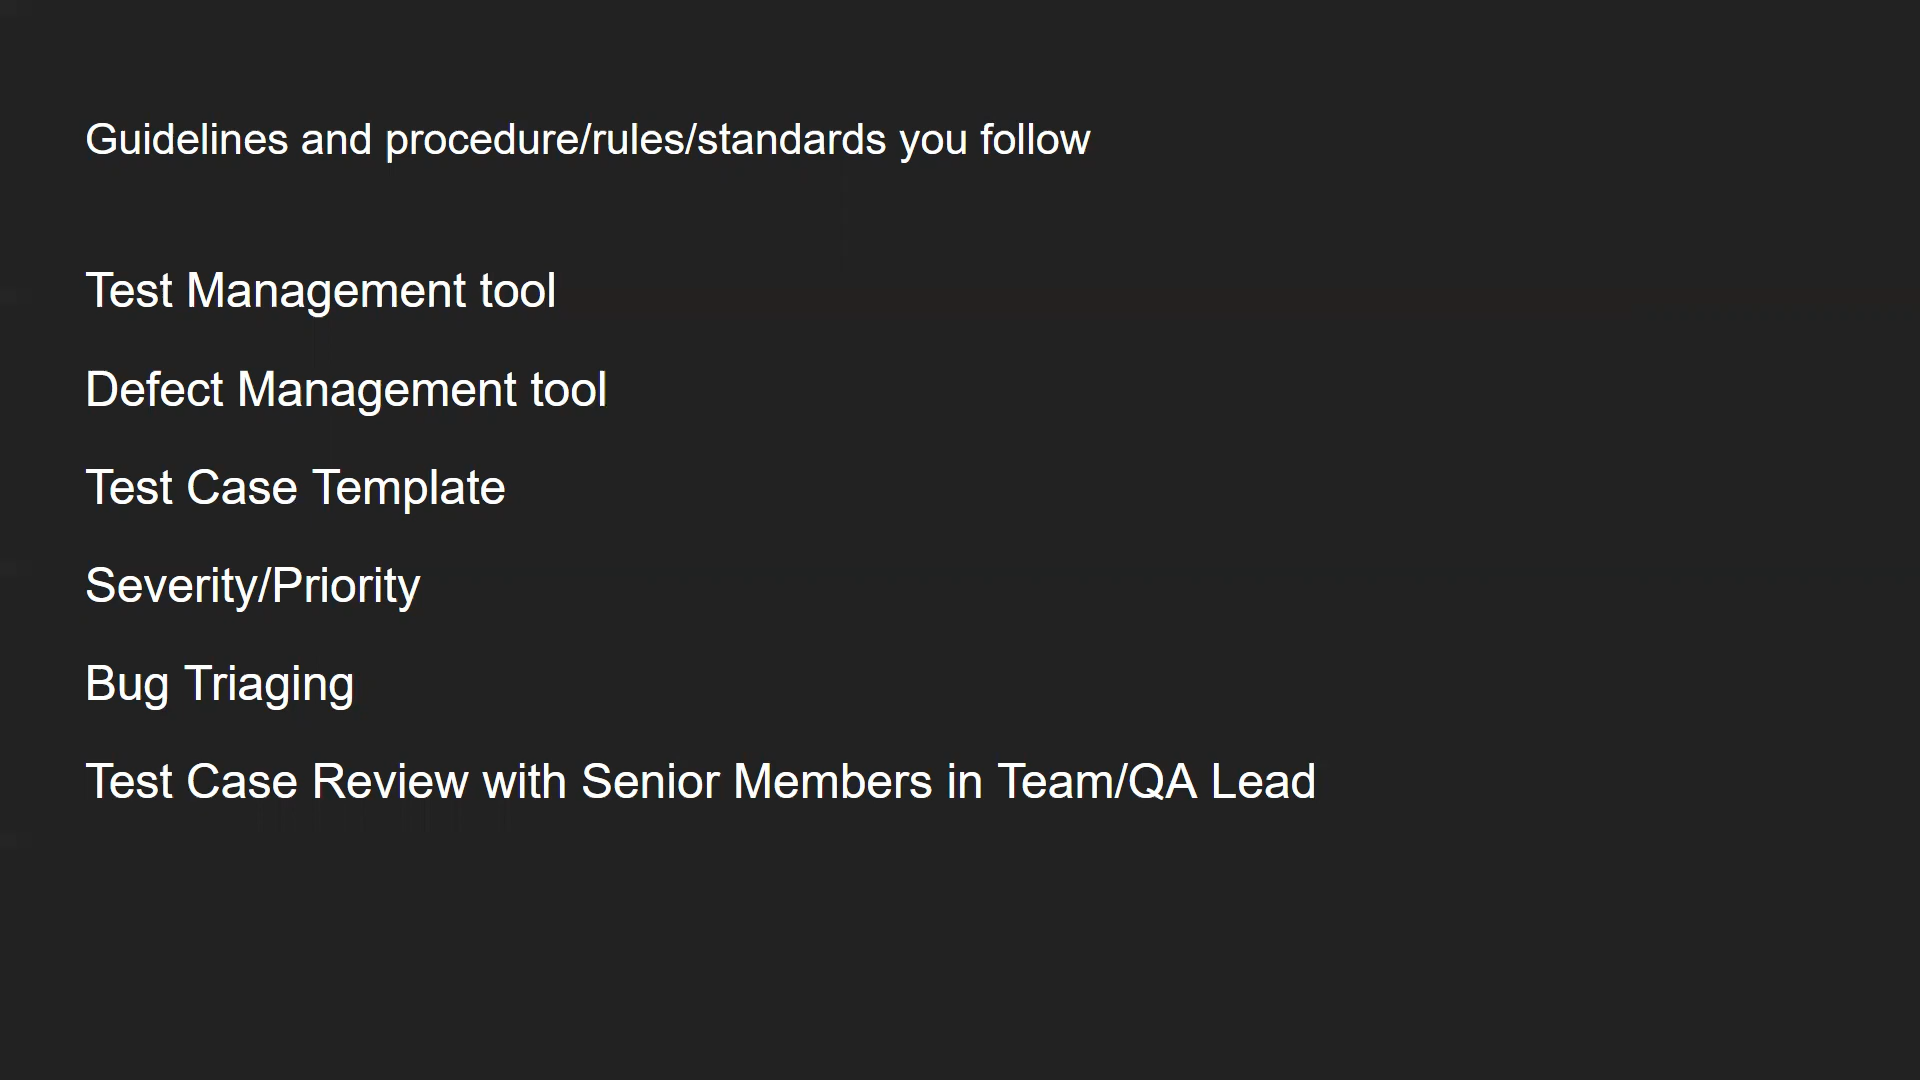 Guidelines and procedure/rules/standards you follow
Test Management tool
Defect Management tool
Test Case Template
Severity/Priority
Bug Triaging
Test Case Review with Senior Members in Team/QA Lead